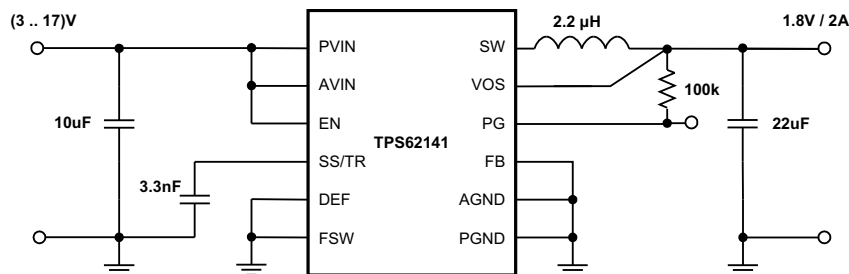 (3 .. 17)V
2.2 µH
1.8V / 2A
PVIN
SW
AVIN
VOS
100k
10uF
EN
TPS62141
PG
22uF
3.3nF
SS/TR
FB
DEF
AGND
FSW
PGND